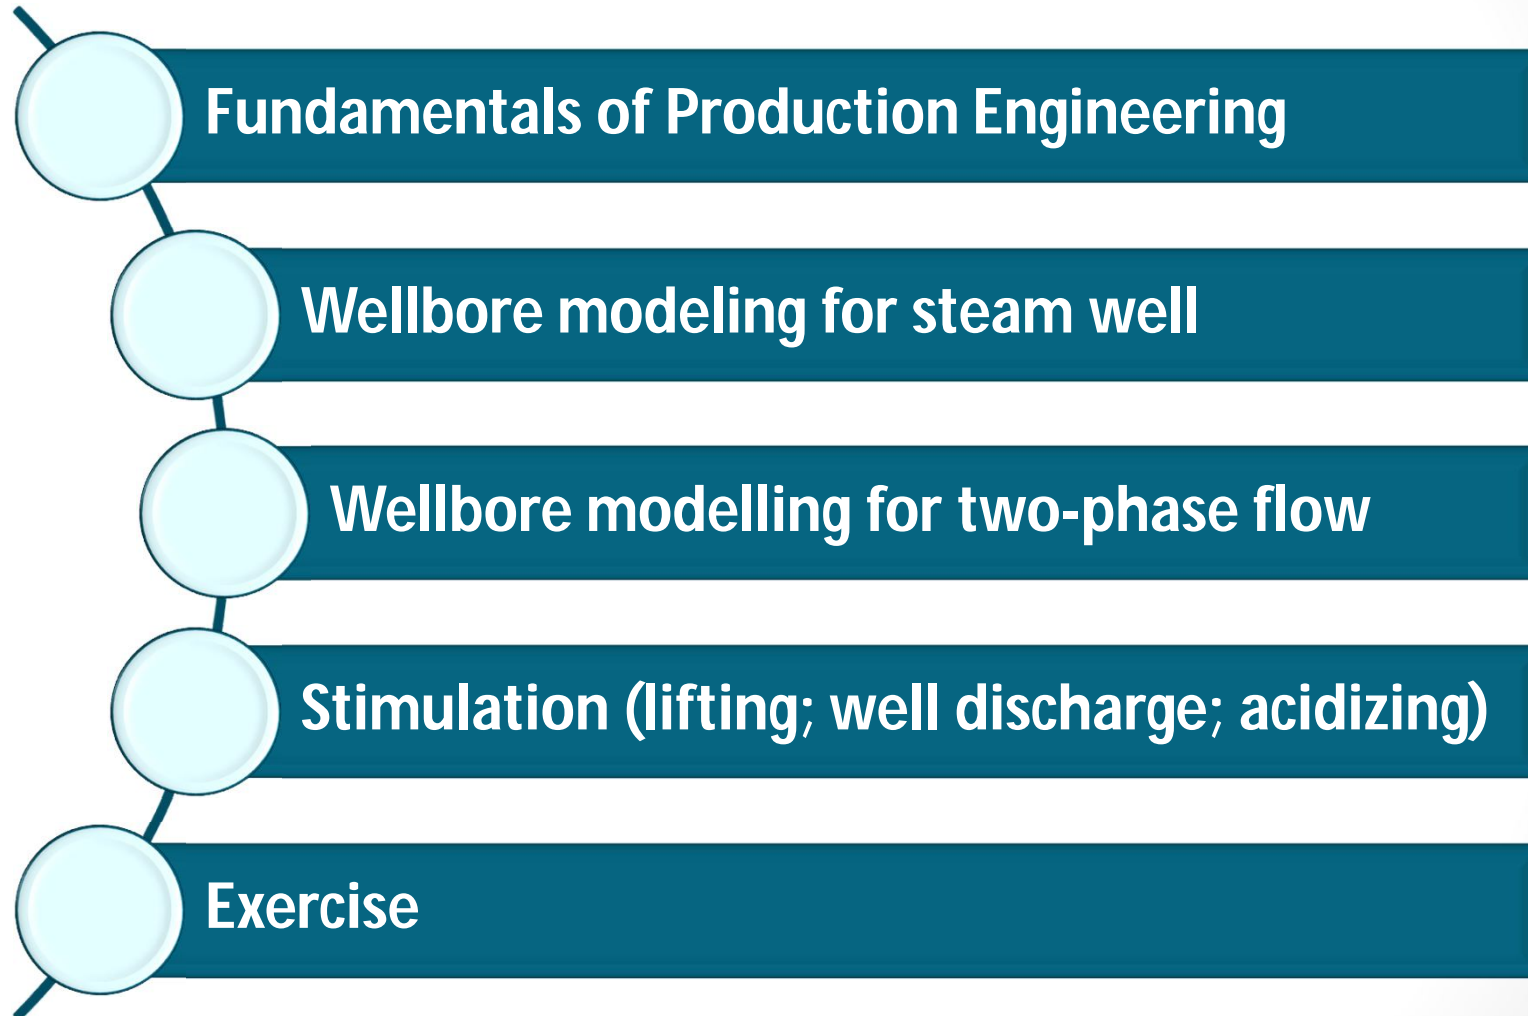 Fundamentals of Production Engineering
Wellbore modeling for steam well
Wellbore modelling for two-phase flow
Stimulation (lifting; well discharge; acidizing)
Exercise